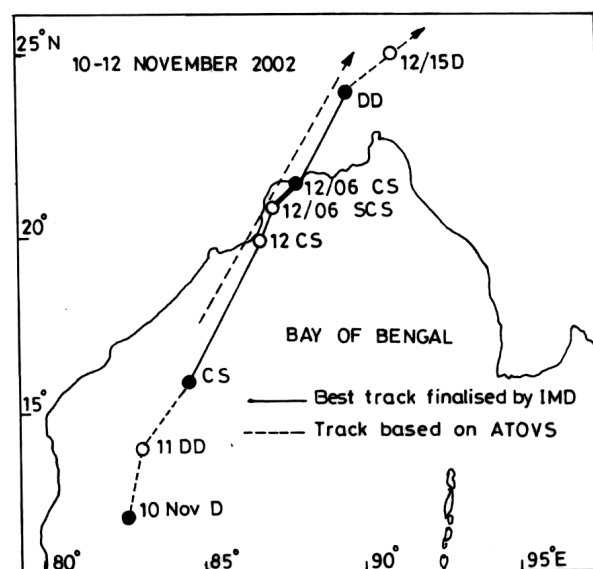 25°N
10-12 NOVEMBER 2002
12/15D
DD
12/06 CS
12/06 SCS
20°
12 CS
BAY OF BENGAL
CS
Best track finalised by IMD
15°
Track based on ATOVS
11 DD
10 Nov D
80° 85° 90° 95°E